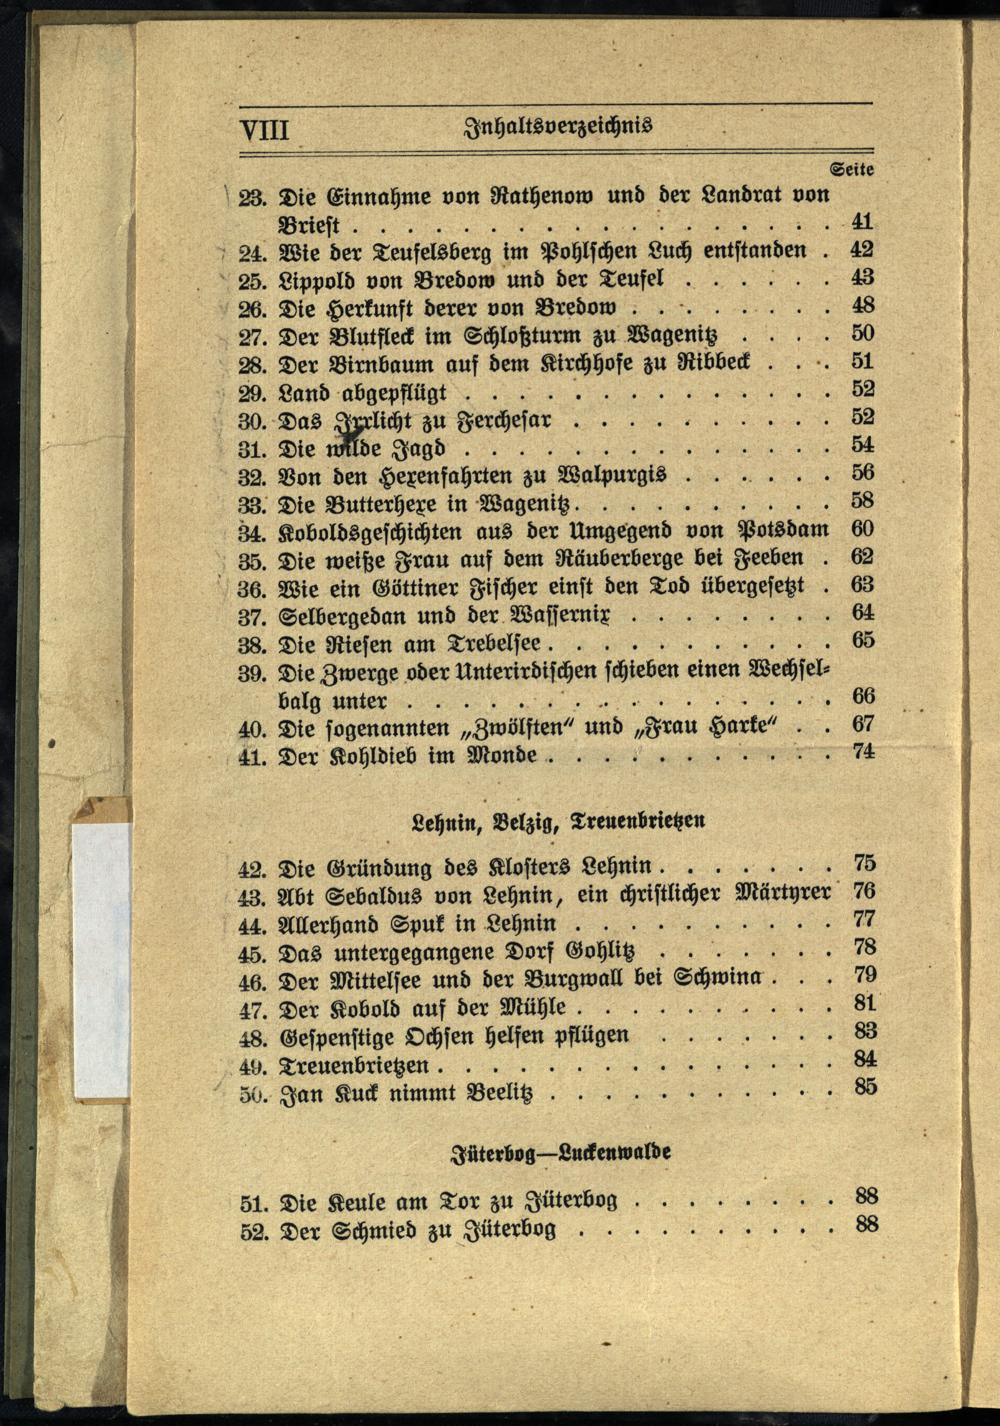 VIII Inhaltsverzeichnis
Seite
23. Die Einnahme von Rathenow und der Landrat von
Briest . . . . . . . . . . . . . . . . . . 41
24. Wie der Teufelsberg im Pohlschen Luch entstanden . 42
25. Lippold von Bredow und der Teufel . . . . . . 43
26. Die Herkunft derer von Bredow . . . . . . . . 48
27. Der Blutfleck im Schloßturm zu Wagenitz . . . . 50
28. Der Birnbaum auf dem Kirchhofe zu Ribbeck . . . 51
29. Land abgepflügt . . . . . . . . . . . . . . 52
30. Das Irrlicht zu Ferchesar . . . . . . . . . . 52
31. Die wilde Jagd . . . . . . . . . . . . . . 54
32. Von den Hexenfahrten zu Walpurgis . . . . . . 56
33. Die Butterhexe in Wagenitz . . . . . . . . . . 58
34. Koboldsgeschichten aus der Umgegend von Potsdam 60
35. Die weiße Frau auf dem Räuberberge bei Feeben . 62
36. Wie ein Göttiner Fischer einst den Tod übergesetzt . 63
37. Selbergedan und der Wassernix . . . . . . . . 64
38. Die Riesen am Trebelsee . . . . . . . . . . . 65
39. Die Zwerge oder Unterirdischen schieben einen Wechsel-
balg unter . . . . . . . . . . . . . . . . 66
40. Die sogenannten „Zwölften“ und „Frau Harke“ . . 67
41. Der Kohldieb im Monde . . . . . . . . . . . 74
Lehnin, Belzig, Treuenbrietzen
42. Die Gründung des Klosters Lehnin . . . . . . . 75
43. Abt Sebaldus von Lehnin, ein christlicher Märtyrer 76
44. Allerhand Spuk in Lehnin . . . . . . . . . . 77
45. Das untergegangene Dorf Gohlitz . . . . . . . 78
46. Der Mittelsee und der Burgwall bei Schwina . . . 79
47. Der Kobold auf der Mühle . . . . . . . . . . 81
48. Gespenstige Ochsen helfen pflügen . . . . . . . 83
49. Treuenbrietzen . . . . . . . . . . . . . . . 84
50. Jan Kuck nimmt Beelitz . . . . . . . . . . . 85
Jüterbog—Luckenwalde
51. Die Keule am Tor zu Jüterbog . . . . . . . . 88
52. Der Schmied zu Jüterbog . . . . . . . . . . 88